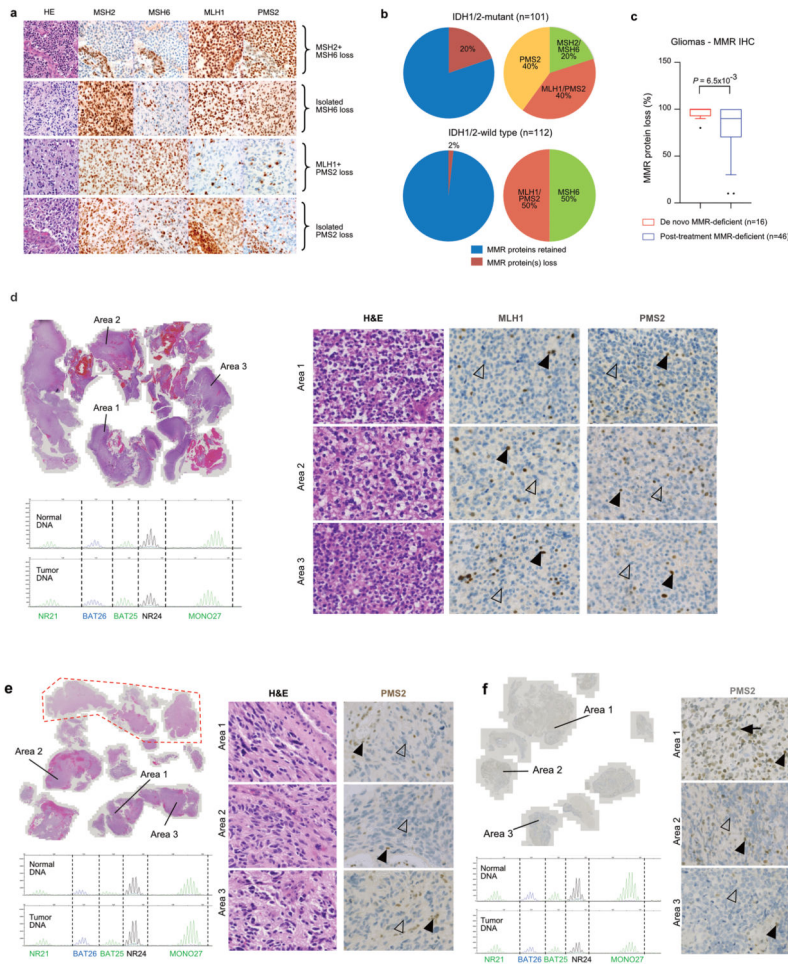 a
HE
MSH2
MSH6
MLH1
PMS2
MSH2+
MSH6 loss
Isolated
MSH6 loss
MLH1+
PMS2 loss
Isolated
PMS2 loss
b
IDH1/2-mutant (n=101)
20%
PMS2
40%
MSH2/
MSH6
20%
MLH1/PMS2
40%
IDH1/2-wild type (n=112)
2%
MLH1/
PMS2
50%
MSH6
50%
MMR proteins retained
MMR protein(s) loss
c
Gliomas - MMR IHC
P = 6.5x10⁻³
MMR protein loss (%)
150
100
50
0
De novo MMR-deficient (n=16)
Post-treatment MMR-deficient (n=46)
d
Area 2
Area 3
Area 1
Normal
DNA
Tumor
DNA
NR21
BAT26
BAT25
NR24
MONO27
H&E
MLH1
PMS2
Area 1
Area 2
Area 3
e
Area 2
Area 1
Area 3
Normal
DNA
Tumor
DNA
NR21
BAT26
BAT25
NR24
MONO27
H&E
PMS2
Area 1
Area 2
Area 3
f
Area 1
Area 2
Area 3
Normal
DNA
Tumor
DNA
NR21
BAT26
BAT25
NR24
MONO27
PMS2
Area 1
Area 2
Area 3